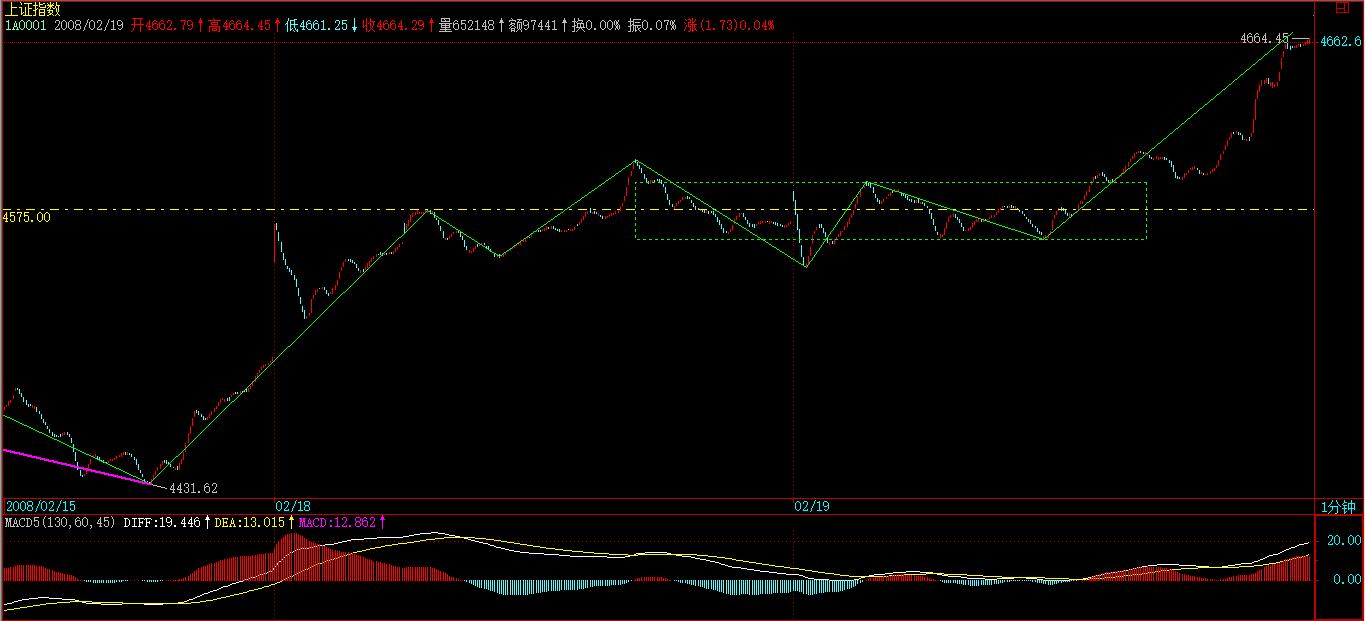 上证指数
1A0001 2008/02/19 开4662.79↑高4664.45↑低4661.25↓收4664.29↑量652148↑额97441↑换0.00% 振0.07% 涨(1.73)0.04%
日
4664.45
4662.6
4575.00
4431.62
2008/02/15 02/18 02/19 1分钟
MACD5(130,60,45) DIFF:19.446↑DEA:13.015↑MACD:12.862↑
20.00
0.00